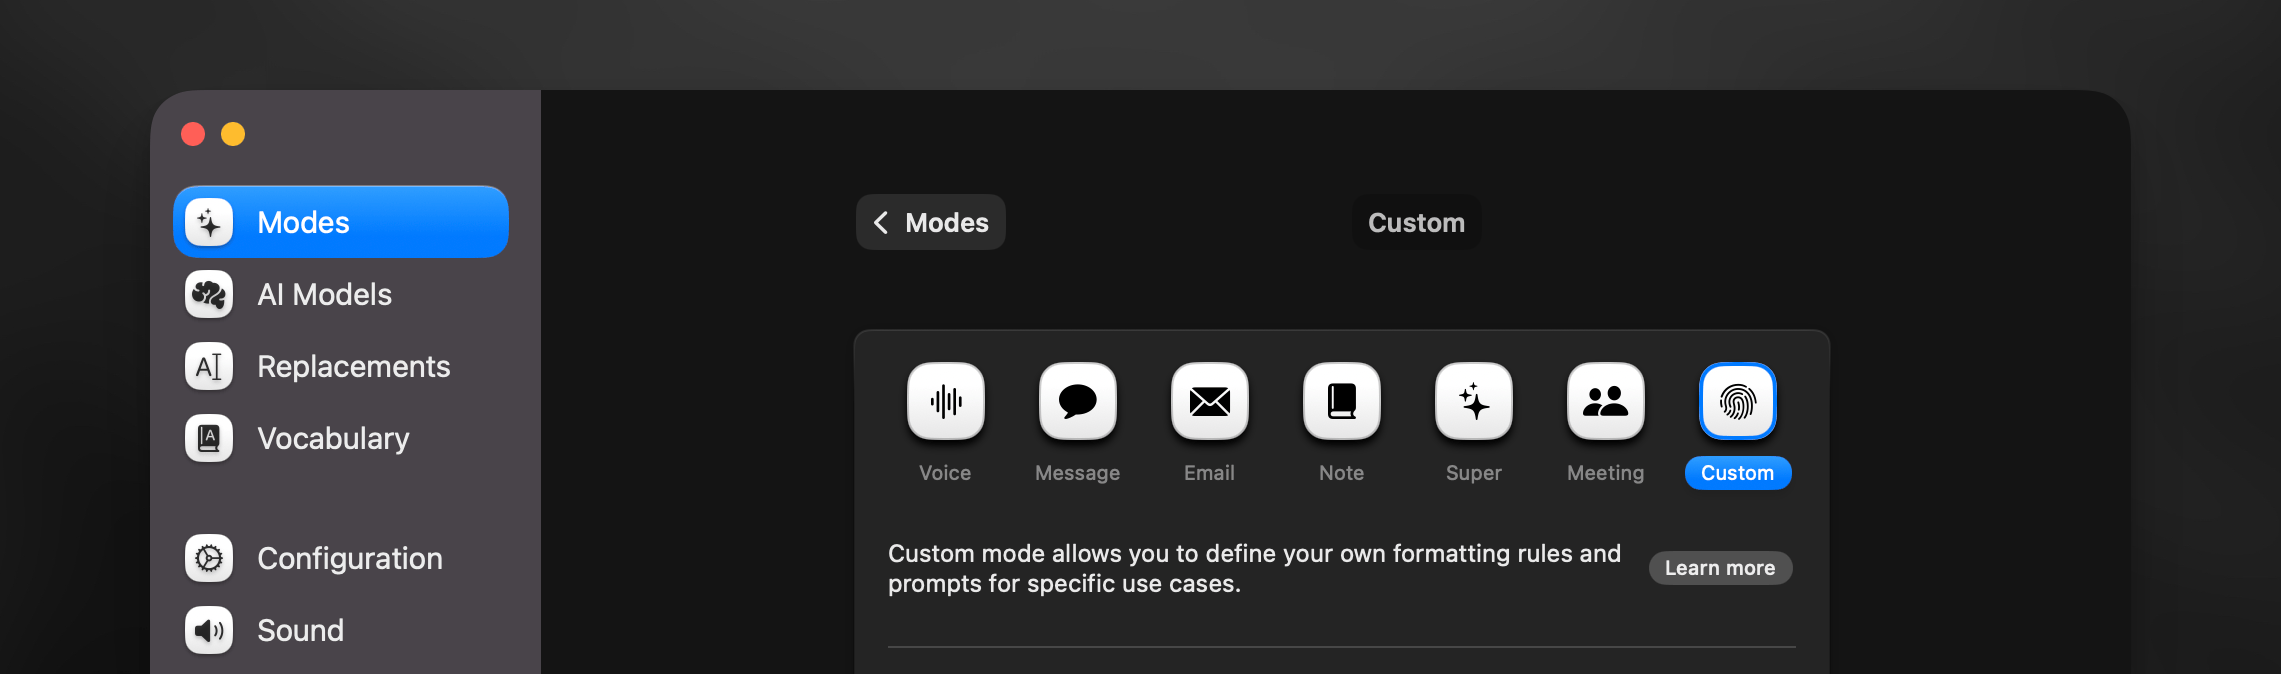 Modes
AI Models
Replacements
Vocabulary
Configuration
Sound
Modes
Custom
Voice
Message
Email
Note
Super
Meeting
Custom
Custom mode allows you to define your own formatting rules and
prompts for specific use cases.
Learn more